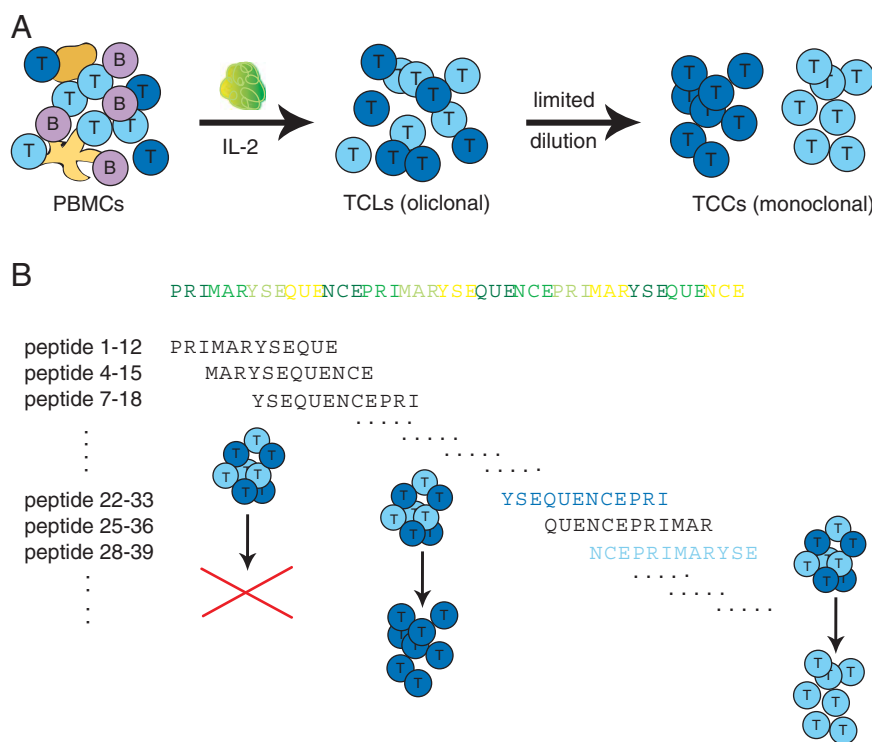 A
T B T T T B T T B T T B T
IL-2
T T T T T T T T T T T
limited
dilution
T T T T T T T T T T T T T T
PBMCs
TCLs (oliclonal)
TCCs (monoclonal)
B
PRIMARYSEQUENCEPRIMARYSEQUENCEPRIMARYSEQUENCE
peptide 1-12 PRIMARYSEQUE
peptide 4-15 MARYSEQUENCE
peptide 7-18 YSEQUENCEPRI
T T T T T T T T
T T T T T T T T
peptide 22-33 YSEQUENCEPRI
peptide 25-36 QUENCEPRIMAR
peptide 28-39 NCEPRIMARYSE
T T T T T T T T
T T T T T T T T
T T T T T T T